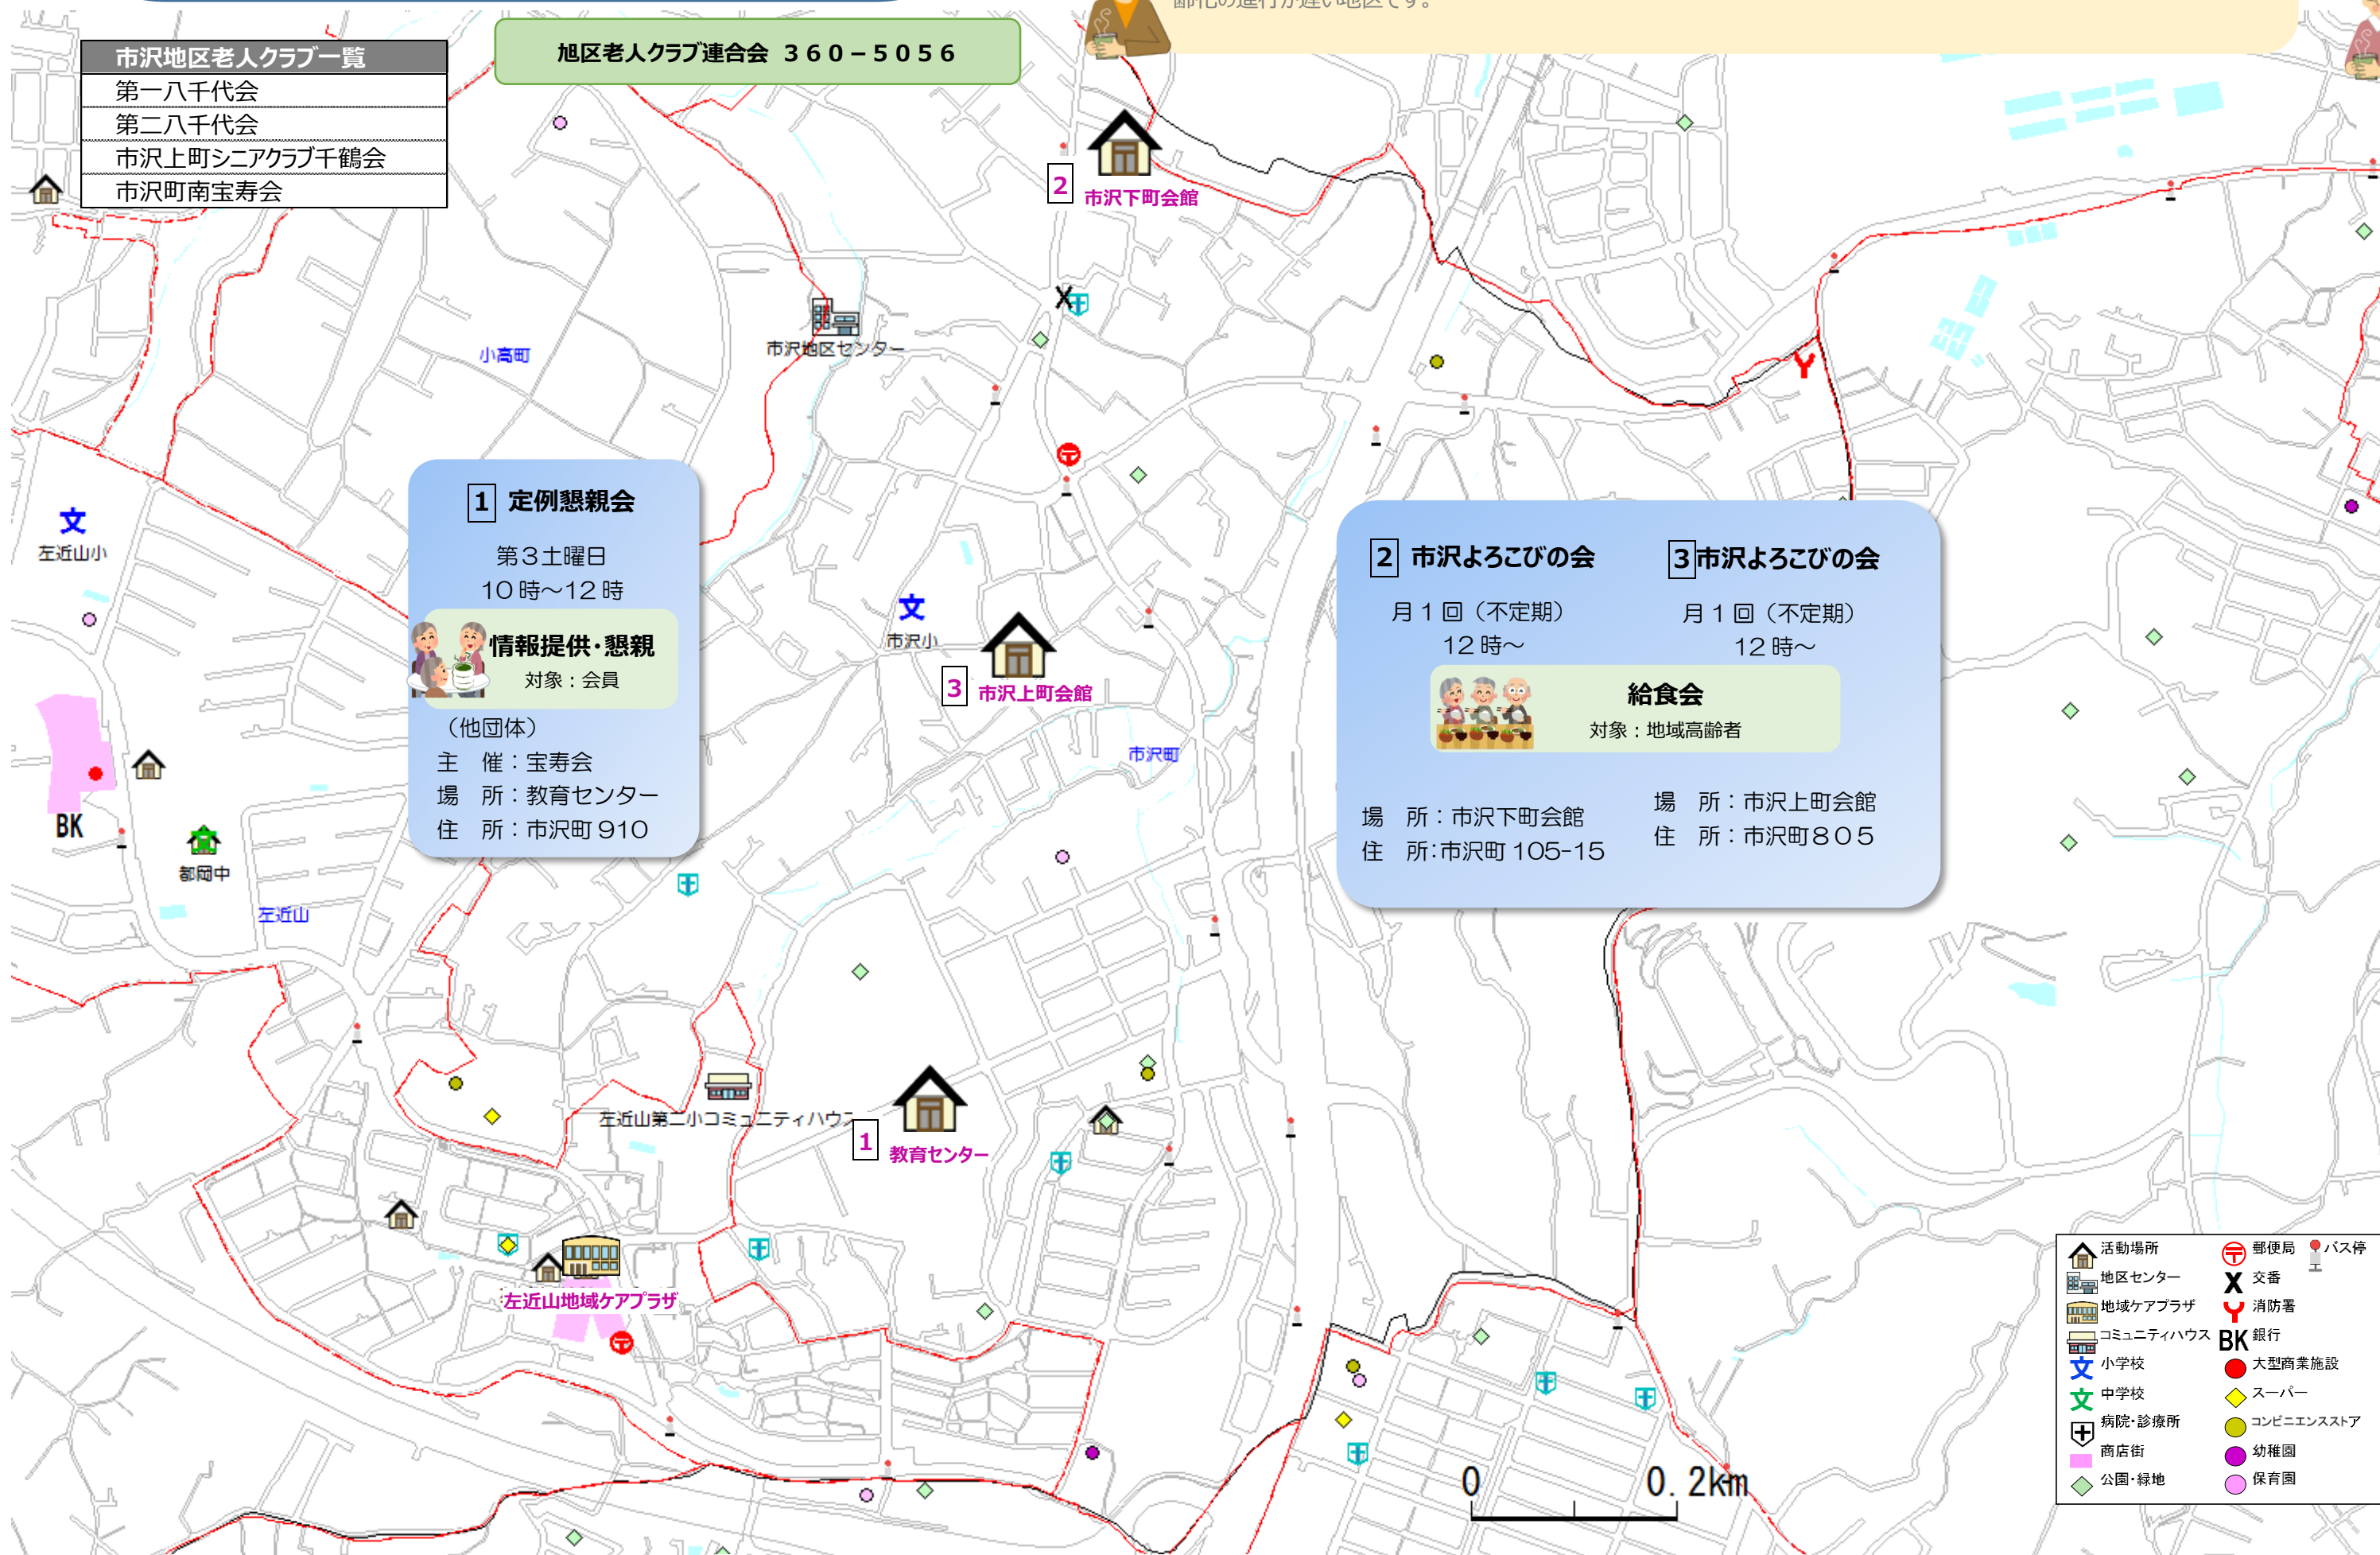 齢化の進行が遅い地区です。
市沢地区老人クラブ一覧
第一八千代会
第二八千代会
市沢上町シニアクラブ千鶴会
市沢町南宝寿会
旭区老人クラブ連合会 ３６０－５０５６
2
市沢下町会館
小高町
市沢地区センター
左近山小
市沢小
3
市沢上町会館
市沢町
1 定例懇親会
第３土曜日
10時～12時
情報提供・懇親
対象：会員
（他団体）
主　催：宝寿会
場　所：教育センター
住　所：市沢町910
2 市沢よろこびの会
月１回（不定期）
12時～
3 市沢よろこびの会
月１回（不定期）
12時～
給食会
対象：地域高齢者
場　所：市沢下町会館
住　所：市沢町105-15
場　所：市沢上町会館
住　所：市沢町８０５
BK
都岡中
左近山
左近山第二小コミュニティハウス
1
教育センター
左近山地域ケアプラザ
0 0.2km
活動場所
地区センター
地域ケアプラザ
コミュニティハウス
文 小学校
文 中学校
病院・診療所
商店街
公園・緑地
郵便局
バス停
X 交番
消防署
BK 銀行
大型商業施設
スーパー
コンビニエンスストア
幼稚園
保育園